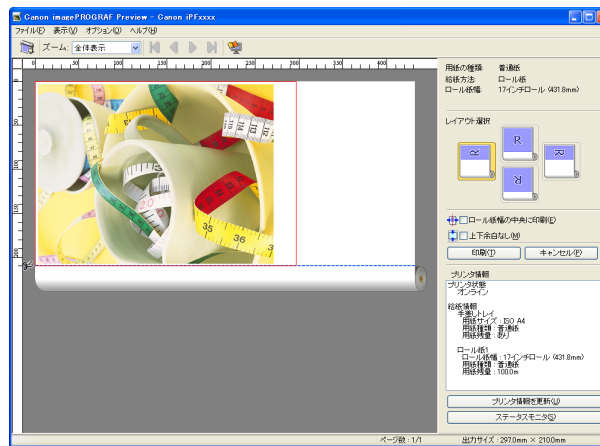 Canon imagePROGRAF Preview - Canon iPFxxxx
ファイル(F) 表示(V) オプション(O) ヘルプ(H)
ズーム: 全体表示
0 50 100 150 200 250 300 350 400
用紙の種類: 普通紙
給紙方法: ロール紙
ロール紙幅: 17インチロール (431.8mm)
レイアウト選択
R
R
R
R
ロール紙幅の中央に印刷(E)
上下余白なし(M)
印刷(T) キャンセル(P)
プリンタ情報
プリンタ状態
オンライン
給紙情報
手差しトレイ
用紙サイズ : ISO A4
用紙種類 : 普通紙
用紙残量 : あり
ロール紙1
ロール紙幅 : 17インチロール (431.8mm)
用紙種類 : 普通紙
用紙残量 : 100.0m
プリンタ情報を更新(U)
ステータスモニタ(S)
ページ数 : 1/1 出力サイズ : 297.0mm × 210.0mm